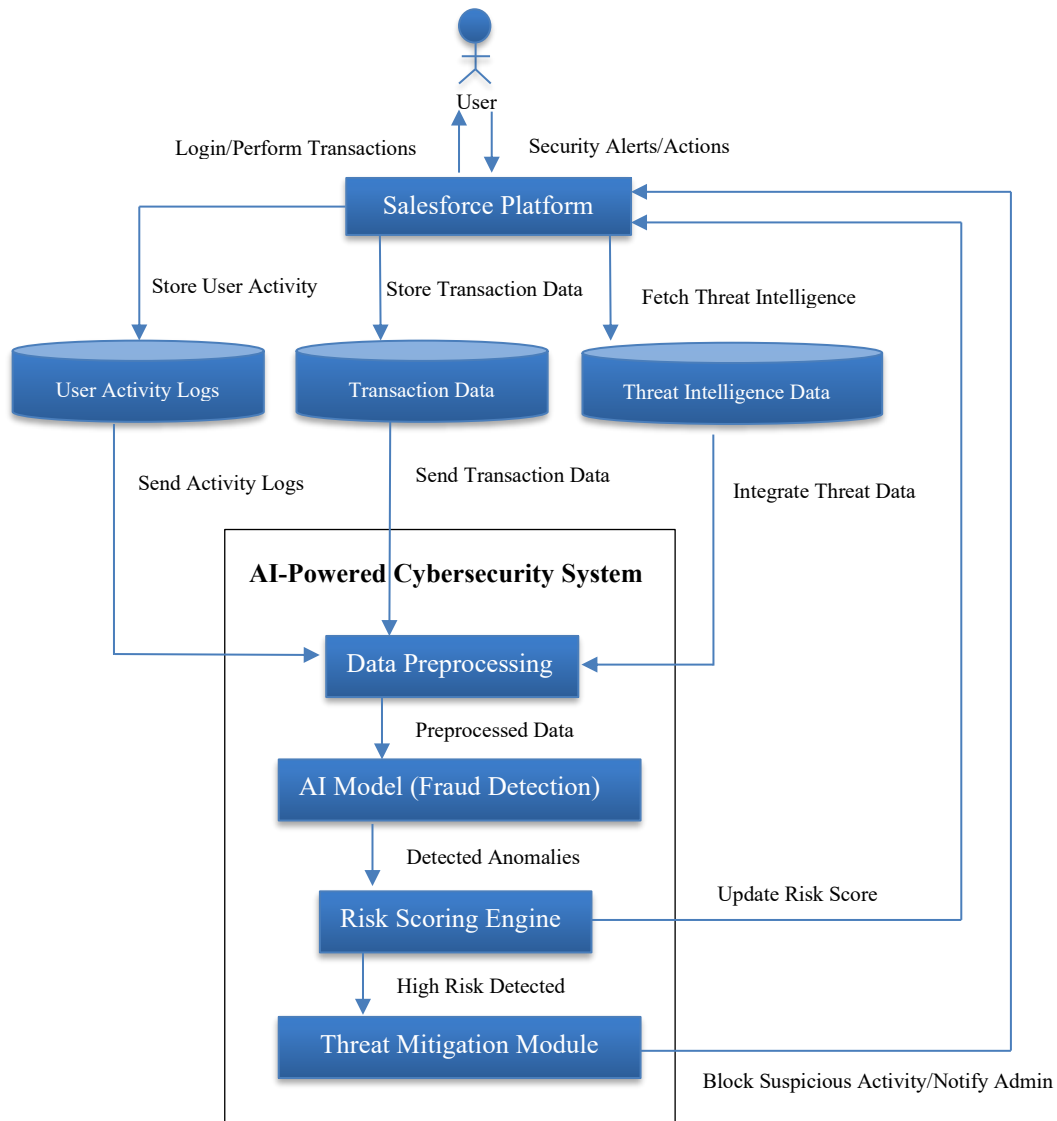 User
Login/Perform Transactions
Security Alerts/Actions
Salesforce Platform
Store User Activity
Store Transaction Data
Fetch Threat Intelligence
User Activity Logs
Transaction Data
Threat Intelligence Data
Send Activity Logs
Send Transaction Data
Integrate Threat Data
AI-Powered Cybersecurity System
Data Preprocessing
Preprocessed Data
AI Model (Fraud Detection)
Detected Anomalies
Update Risk Score
Risk Scoring Engine
High Risk Detected
Threat Mitigation Module
Block Suspicious Activity/Notify Admin